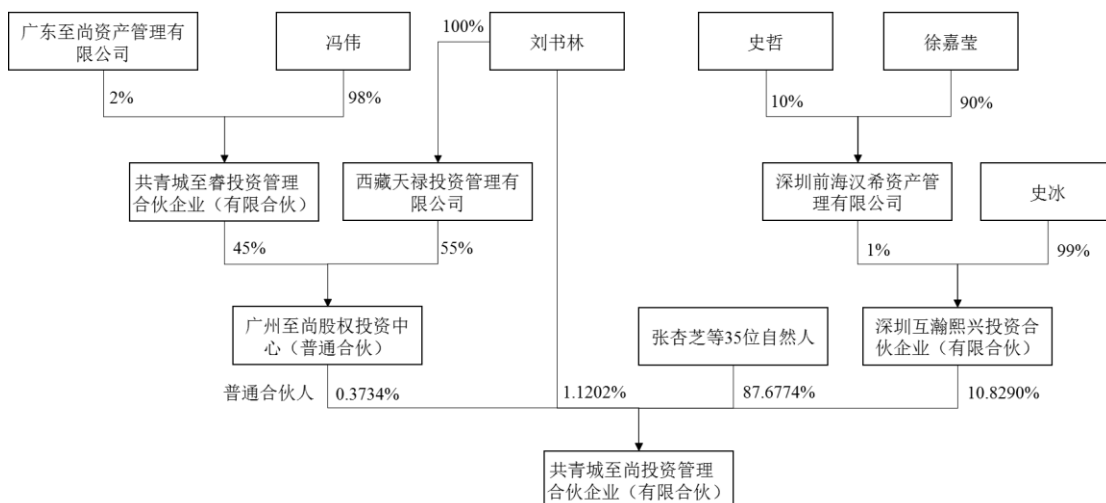 广东至尚资产管理有
限公司
冯伟
100%
刘书林
史哲
徐嘉莹
2%
98%
10%
90%
共青城至睿投资管理
合伙企业（有限合伙）
西藏天禄投资管理有
限公司
深圳前海汉希资产管
理有限公司
史冰
45%
55%
1%
99%
广州至尚股权投资中
心（普通合伙）
张杏芝等35位自然人
深圳互瀚熙兴投资合
伙企业（有限合伙）
普通合伙人
0.3734%
1.1202%
87.6774%
10.8290%
共青城至尚投资管理
合伙企业（有限合伙）